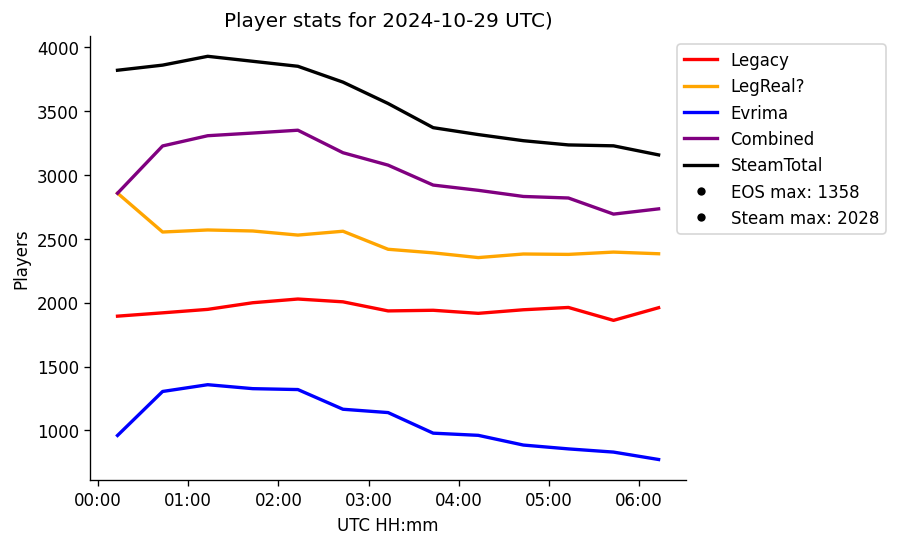 Player stats for 2024-10-29 UTC)
4000
3500
3000
2500
2000
1500
1000
Players
00:00 01:00 02:00 03:00 04:00 05:00 06:00
UTC HH:mm
Legacy
LegReal?
Evrima
Combined
SteamTotal
EOS max: 1358
Steam max: 2028